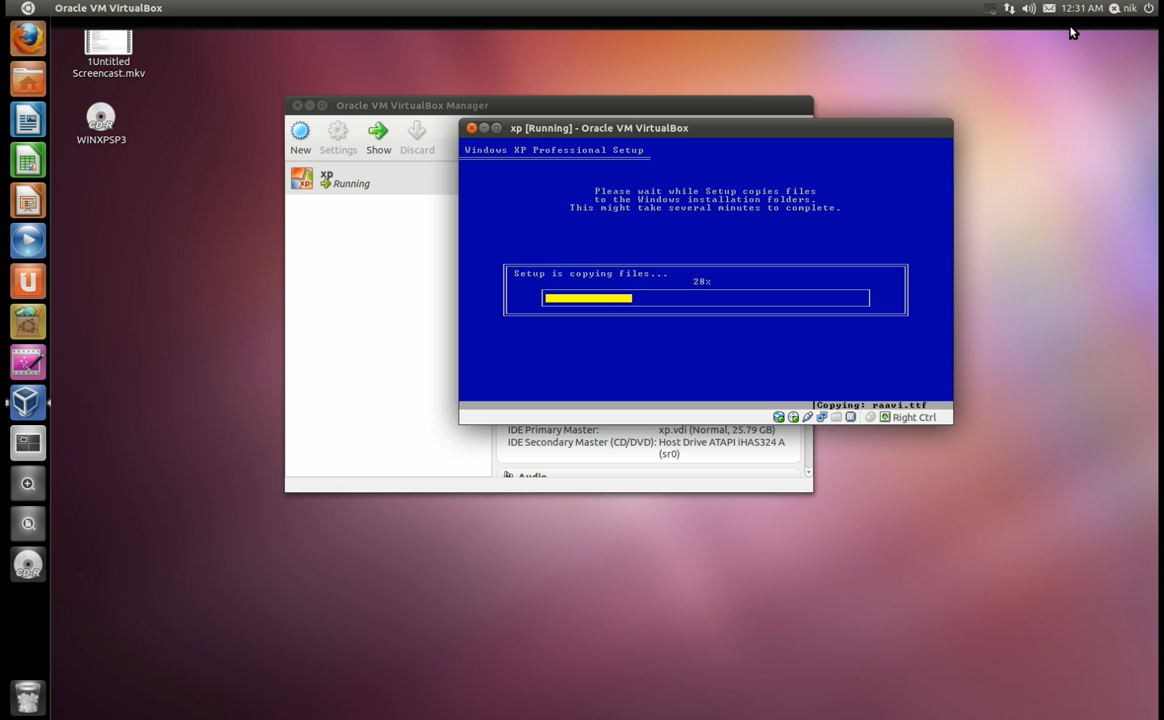 Oracle VM VirtualBox
12:31 AM
nik
1Untitled
Screencast.mkv
CD-R
WINXPSP3
Oracle VM VirtualBox Manager
New
Settings
Show
Discard
xp
xp
Running
xp [Running] - Oracle VM VirtualBox
Windows XP Professional Setup
Please wait while Setup copies files
to the Windows installation folders.
This might take several minutes to complete.
Setup is copying files...
28%
Copying: raavi.ttf
Right Ctrl
IDE Primary Master: xp.vdi (Normal, 25.79 GB)
IDE Secondary Master (CD/DVD): Host Drive ATAPI iHAS324 A
(sr0)
Audio
CD-R